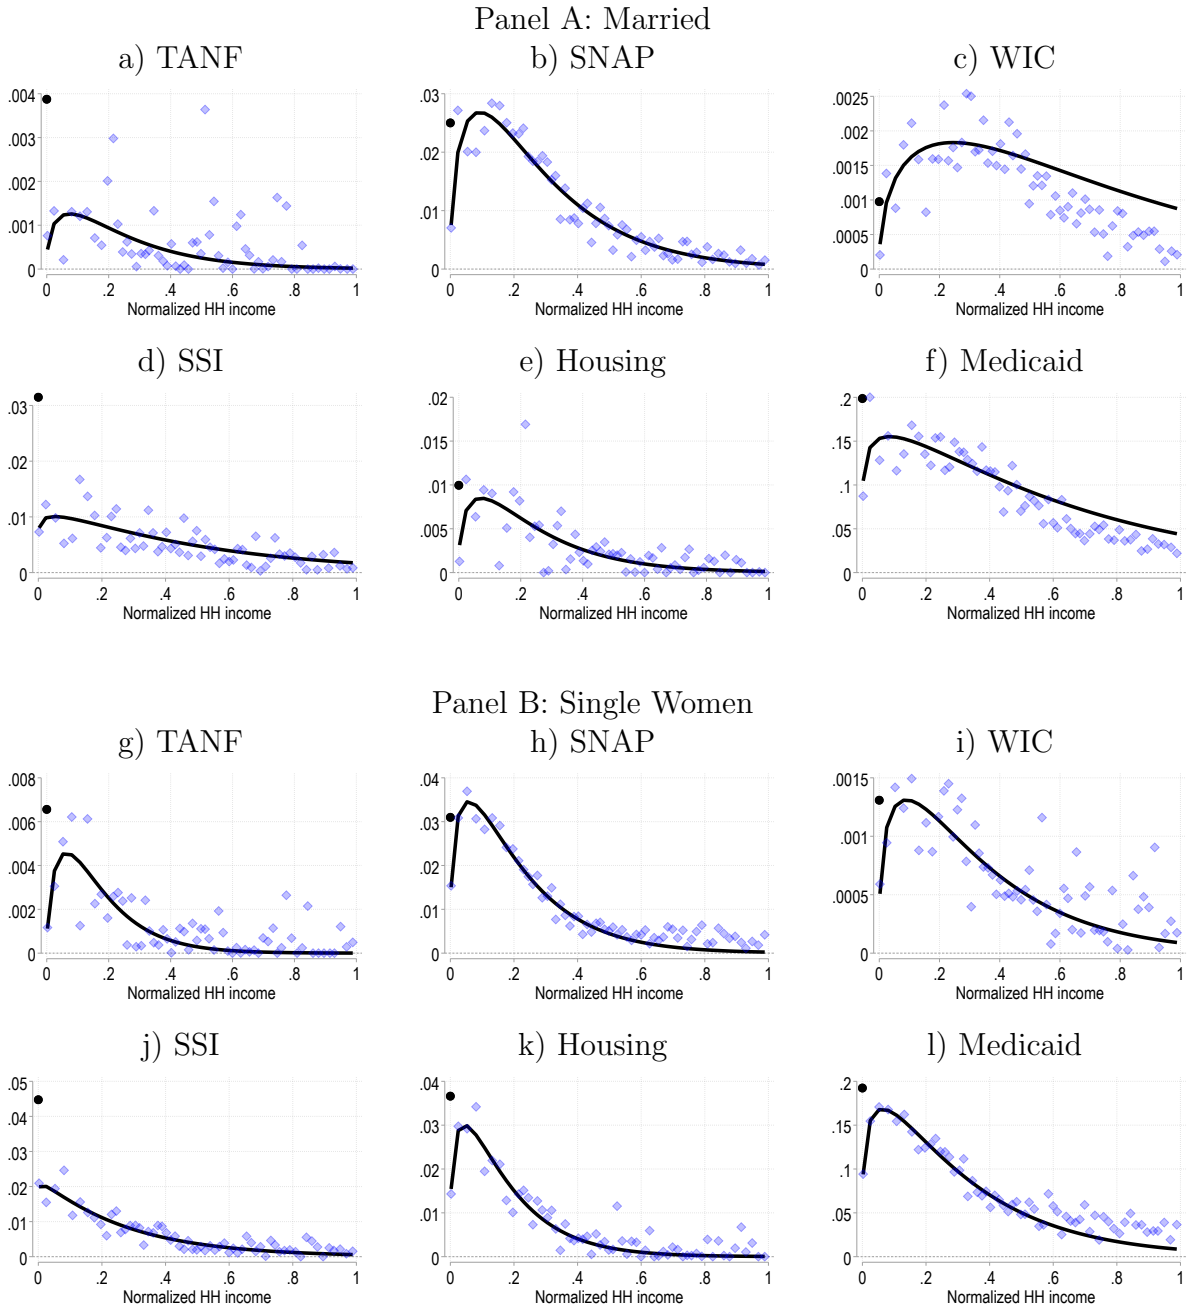 Panel A: Married
a) TANF
b) SNAP
c) WIC
.004
.003
.002
.001
0
0 .2 .4 .6 .8 1
Normalized HH income
.03
.02
.01
0
0 .2 .4 .6 .8 1
Normalized HH income
.0025
.002
.0015
.001
.0005
0
0 .2 .4 .6 .8 1
Normalized HH income
d) SSI
e) Housing
f) Medicaid
.03
.02
.01
0
0 .2 .4 .6 .8 1
Normalized HH income
.02
.015
.01
.005
0
0 .2 .4 .6 .8 1
Normalized HH income
.2
.15
.1
.05
0
0 .2 .4 .6 .8 1
Normalized HH income
Panel B: Single Women
g) TANF
h) SNAP
i) WIC
.008
.006
.004
.002
0
0 .2 .4 .6 .8 1
Normalized HH income
.04
.03
.02
.01
0
0 .2 .4 .6 .8 1
Normalized HH income
.0015
.001
.0005
0
0 .2 .4 .6 .8 1
Normalized HH income
j) SSI
k) Housing
l) Medicaid
.05
.04
.03
.02
.01
0
0 .2 .4 .6 .8 1
Normalized HH income
.04
.03
.02
.01
0
0 .2 .4 .6 .8 1
Normalized HH income
.2
.15
.1
.05
0
0 .2 .4 .6 .8 1
Normalized HH income